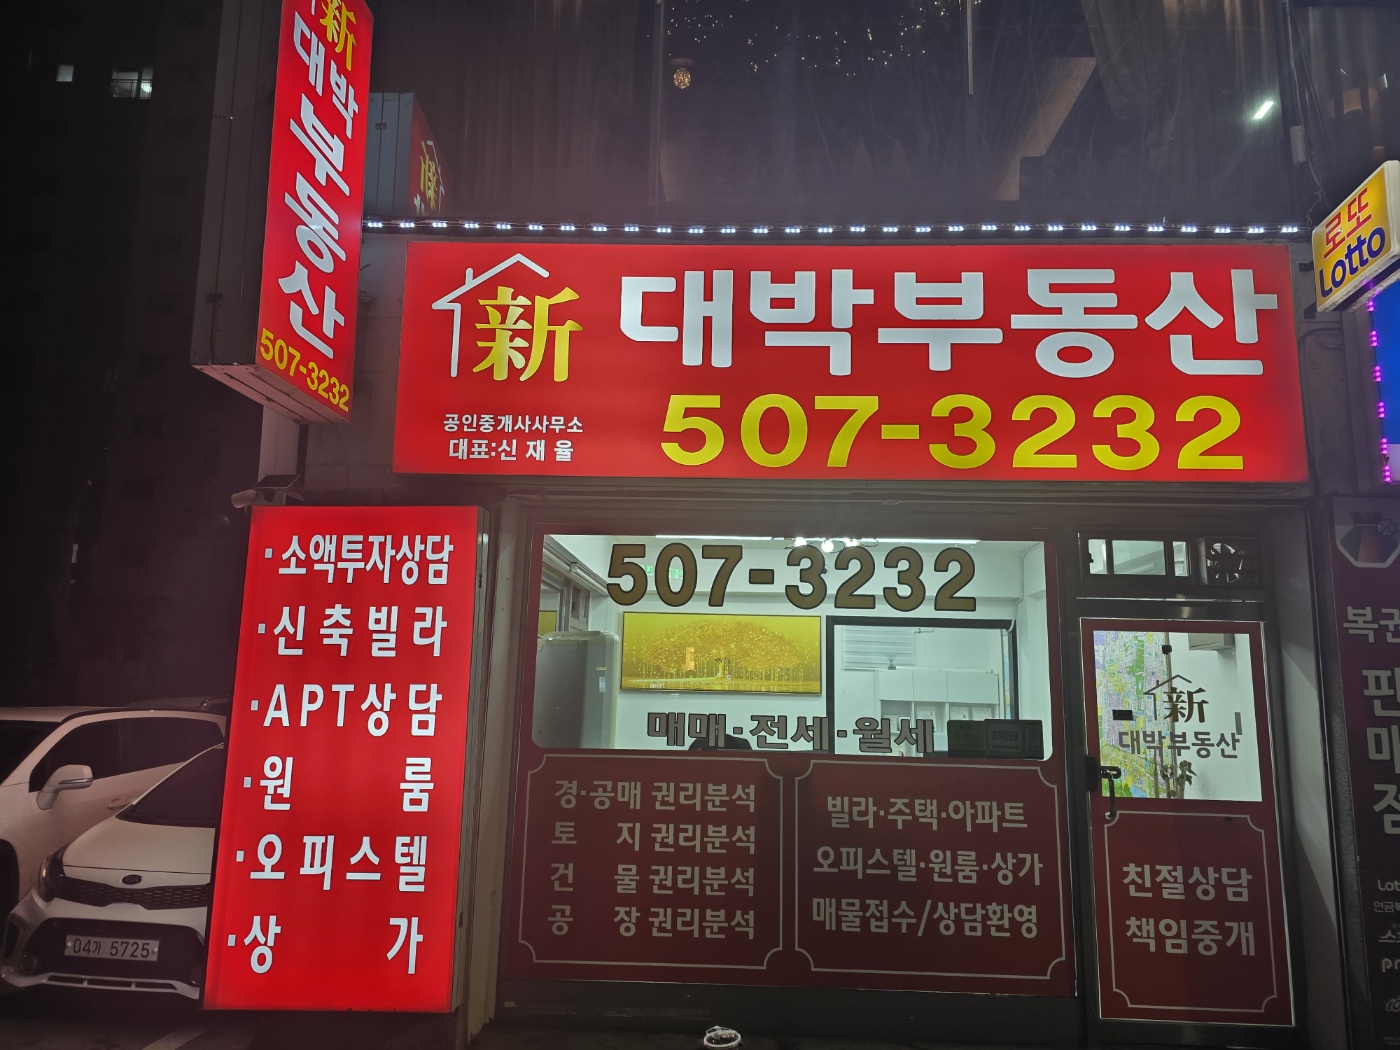 新
대박부동산
507-3232
新
로또
Lotto
新
대박부동산
507-3232
공인중개사사무소
대표:신재율
·소액투자상담
·신축빌라
·APT상담
·원 룸
·오피스텔
·상 가
507-3232
매매·전세·월세
경·공매 권리분석
토 지 권리분석
건 물 권리분석
공 장 권리분석
빌라·주택·아파트
오피스텔·원룸·상가
매물접수/상담환영
新
대박부동산
친절상담
책임중개
04가 5725
복권
판
매
점